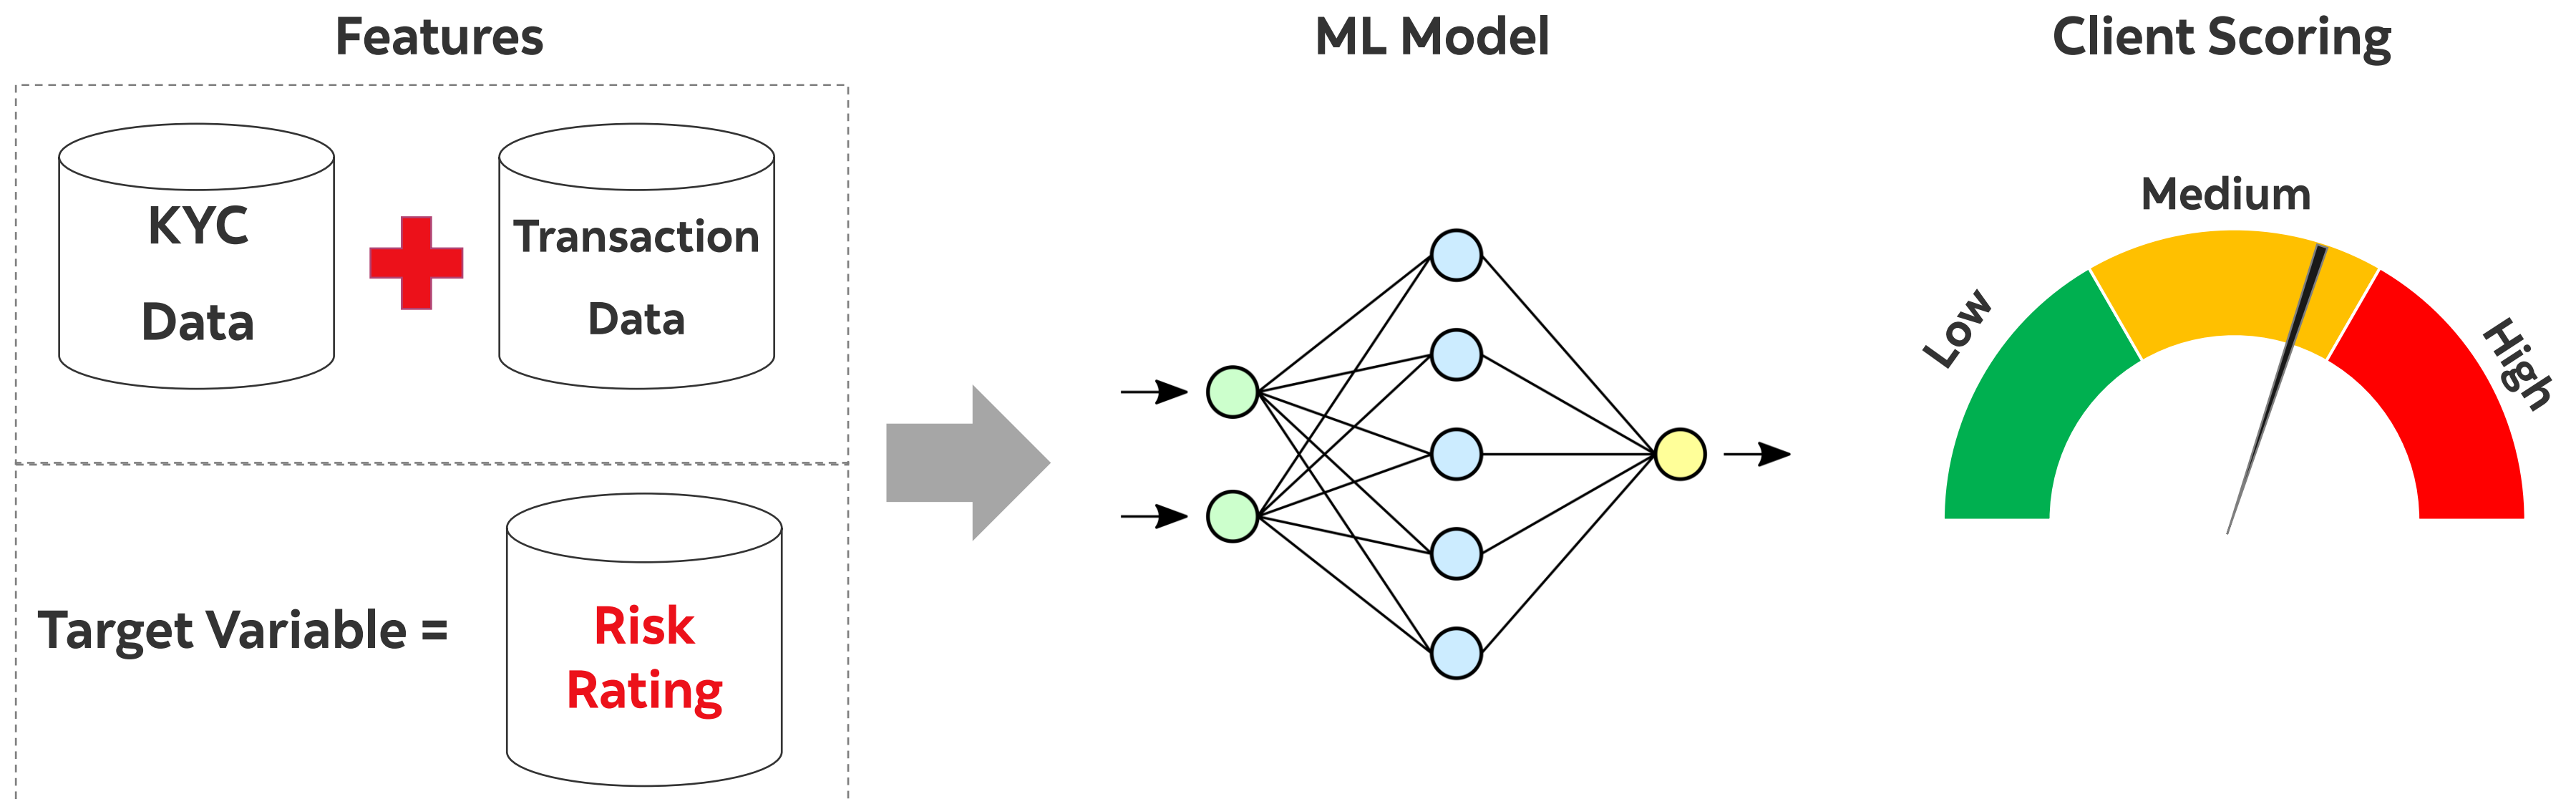 Features
KYC
Data
Transaction
Data
Target Variable =
Risk
Rating
ML Model
Client Scoring
Low
Medium
High